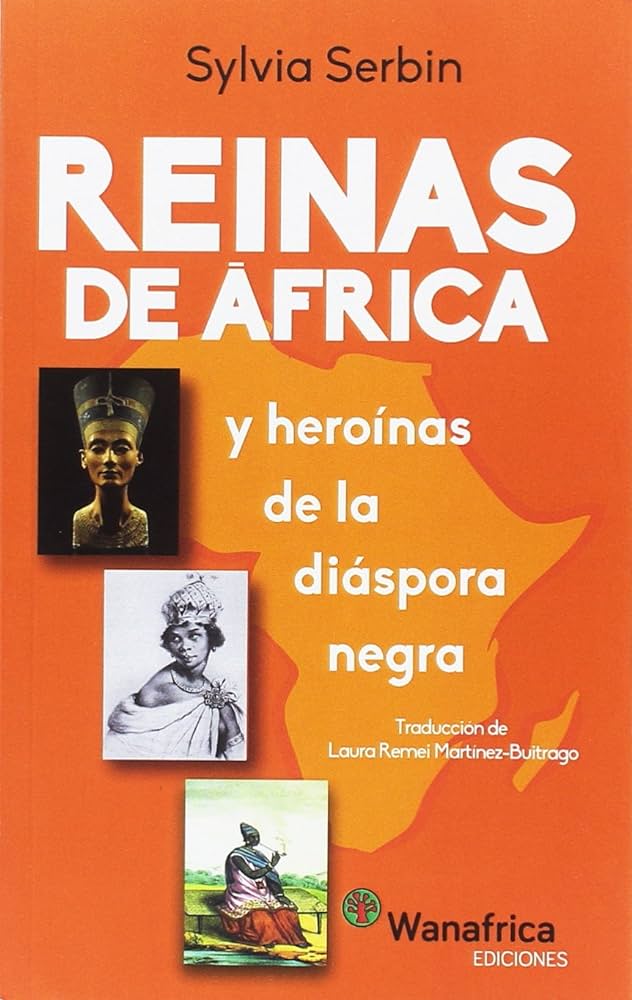 Sylvia Serbin
REINAS
DE ÁFRICA
y heroínas
de la
diáspora
negra
Traducción de
Laura Remei Martínez-Buitrago
Wanafrica
EDICIONES